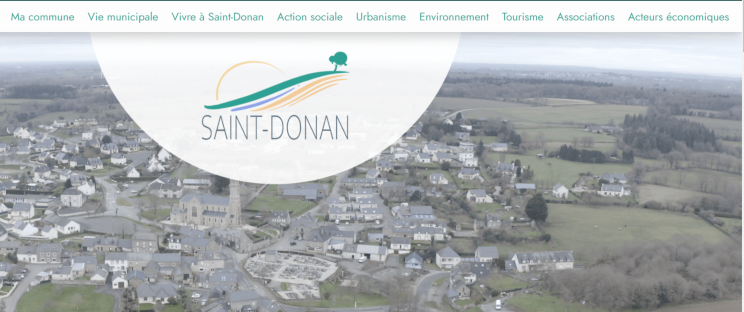 Ma commune Vie municipale Vivre à Saint-Donan Action sociale Urbanisme Environnement Tourisme Associations Acteurs économiques
SAINT-DONAN